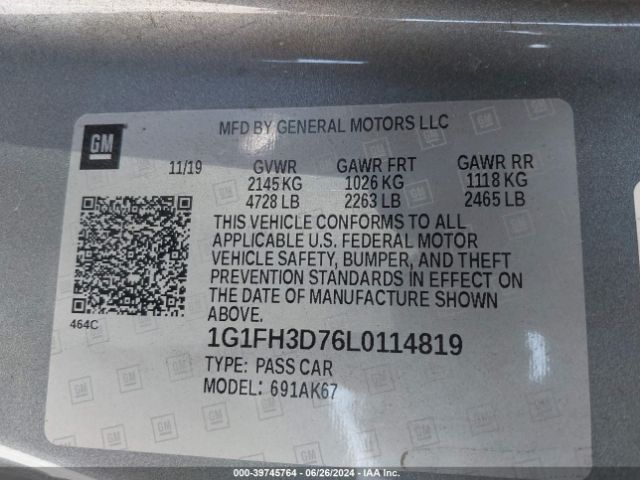 GM
MFD BY GENERAL MOTORS LLC
11/19 GVWR GAWR FRT GAWR RR
2145 KG 1026 KG 1118 KG
4728 LB 2263 LB 2465 LB
THIS VEHICLE CONFORMS TO ALL
APPLICABLE U.S. FEDERAL MOTOR
VEHICLE SAFETY, BUMPER, AND THEFT
PREVENTION STANDARDS IN EFFECT ON
THE DATE OF MANUFACTURE SHOWN
ABOVE.
464C
1G1FH3D76L0114819
TYPE: PASS CAR
MODEL: 691AK67
000-39745764 / 06/26/2024 / IAA Inc.